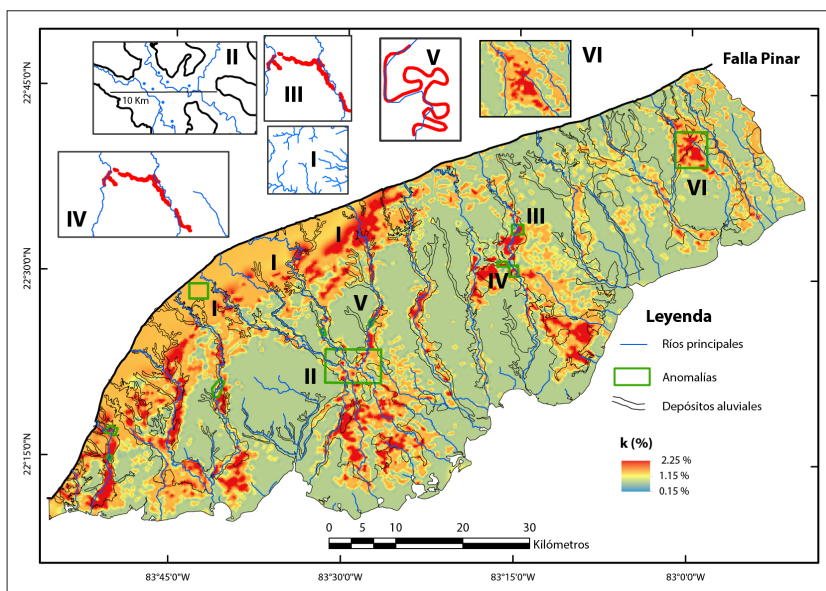 II
10 Km
III
V
VI
Falla Pinar
I
IV
22°45'0"N
22°30'0"N
22°15'0"N
VI
III
I
I
IV
I
V
II
Leyenda
Ríos principales
Anomalías
Depósitos aluviales
k (%)
2.25 %
1.15 %
0.15 %
0 5 10 20 30
Kilómetros
83°45'0"W 83°30'0"W 83°15'0"W 83°0'0"W